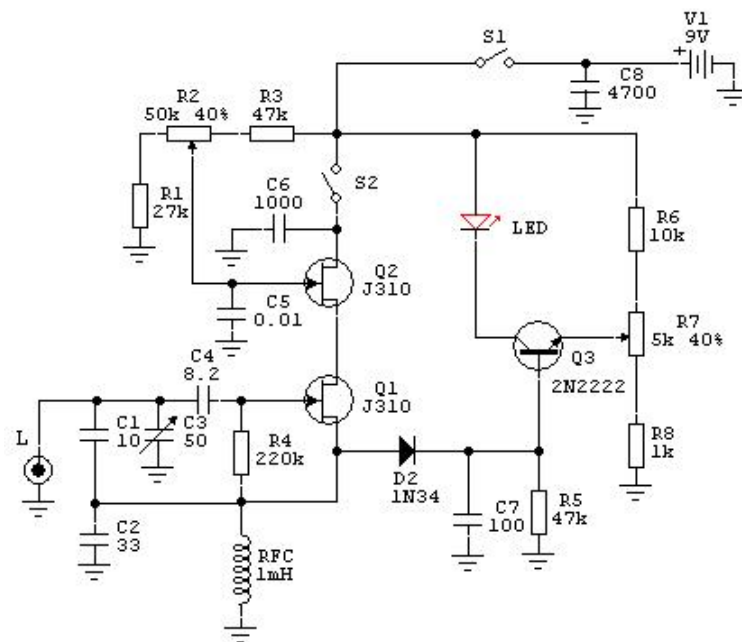 V1
9V
+
S1
C8
4700
R2
50k 40%
R3
47k
R1
27k
C6
1000
S2
LED
R6
10k
Q2
J310
C5
0.01
R7
5k 40%
Q3
2N2222
C4
8.2
Q1
J310
L
C1
10
C3
50
R4
220k
R8
1k
D2
1N34
C7
100
R5
47k
C2
33
RFC
1mH